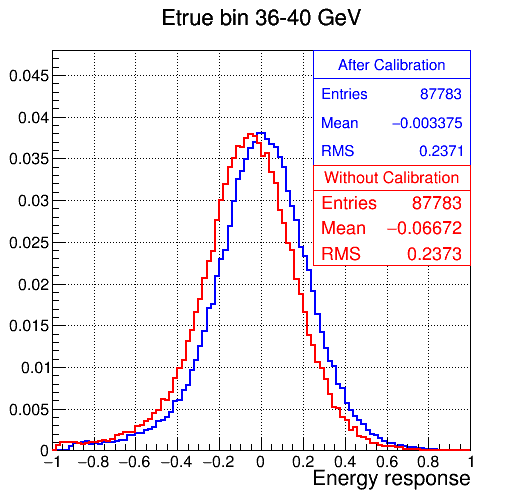 Etrue bin 36-40 GeV
After Calibration
Entries 87783
Mean −0.003375
RMS 0.2371
Without Calibration
Entries 87783
Mean −0.06672
RMS 0.2373
0.045
0.04
0.035
0.03
0.025
0.02
0.015
0.01
0.005
0
−1 −0.8 −0.6 −0.4 −0.2 0 0.2 0.4 0.6 0.8 1
Energy response